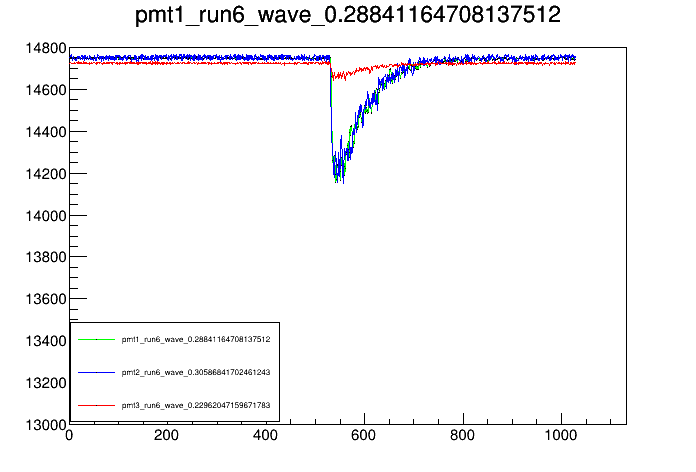 pmt1_run6_wave_0.28841164708137512
14800
14600
14400
14200
14000
13800
13600
13400
13200
13000
pmt1_run6_wave_0.28841164708137512
pmt2_run6_wave_0.30586841702461243
pmt3_run6_wave_0.22962047159671783
0 200 400 600 800 1000